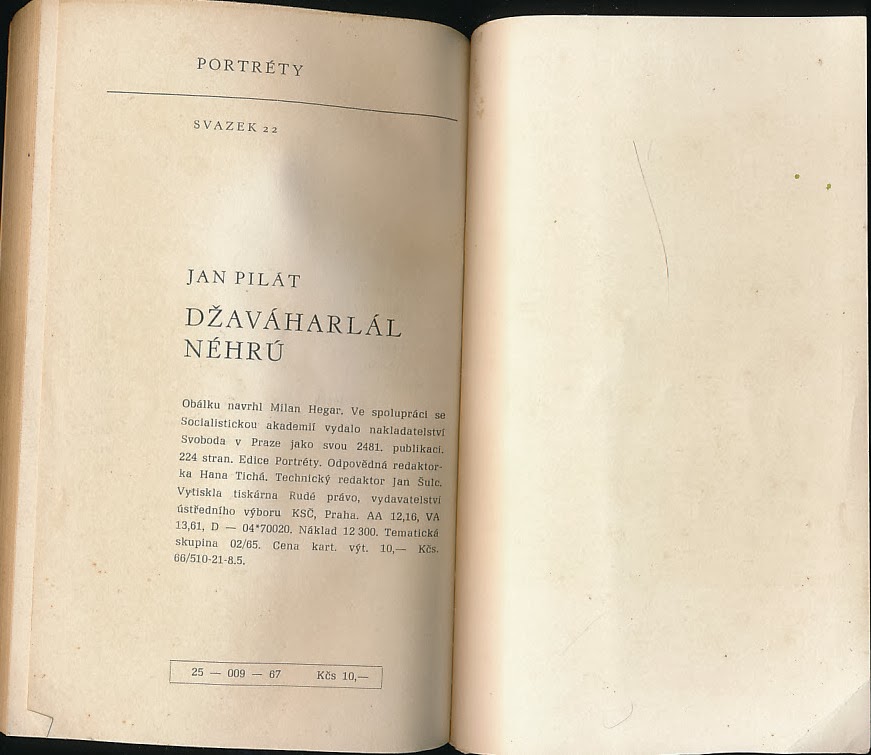 PORTRÉTY
SVAZEK 22
JAN PILÁT
DŽAVÁHARLÁL
NÉHRÚ
Obálku navrhl Milan Hegar. Ve spolupráci se
Socialistickou akademií vydalo nakladatelství
Svoboda v Praze jako svou 2481. publikaci.
224 stran. Edice Portréty. Odpovědná redaktor-
ka Hana Tichá. Technický redaktor Jan Šulc.
Vytiskla tiskárna Rudé právo, vydavatelství
ústředního výboru KSČ, Praha. AA 12,16, VA
13,61, D — 04*70020. Náklad 12 300. Tematická
skupina 02/65. Cena kart. výt. 10,— Kčs.
66/510-21-8.5.
25 — 009 — 67 Kčs 10,—